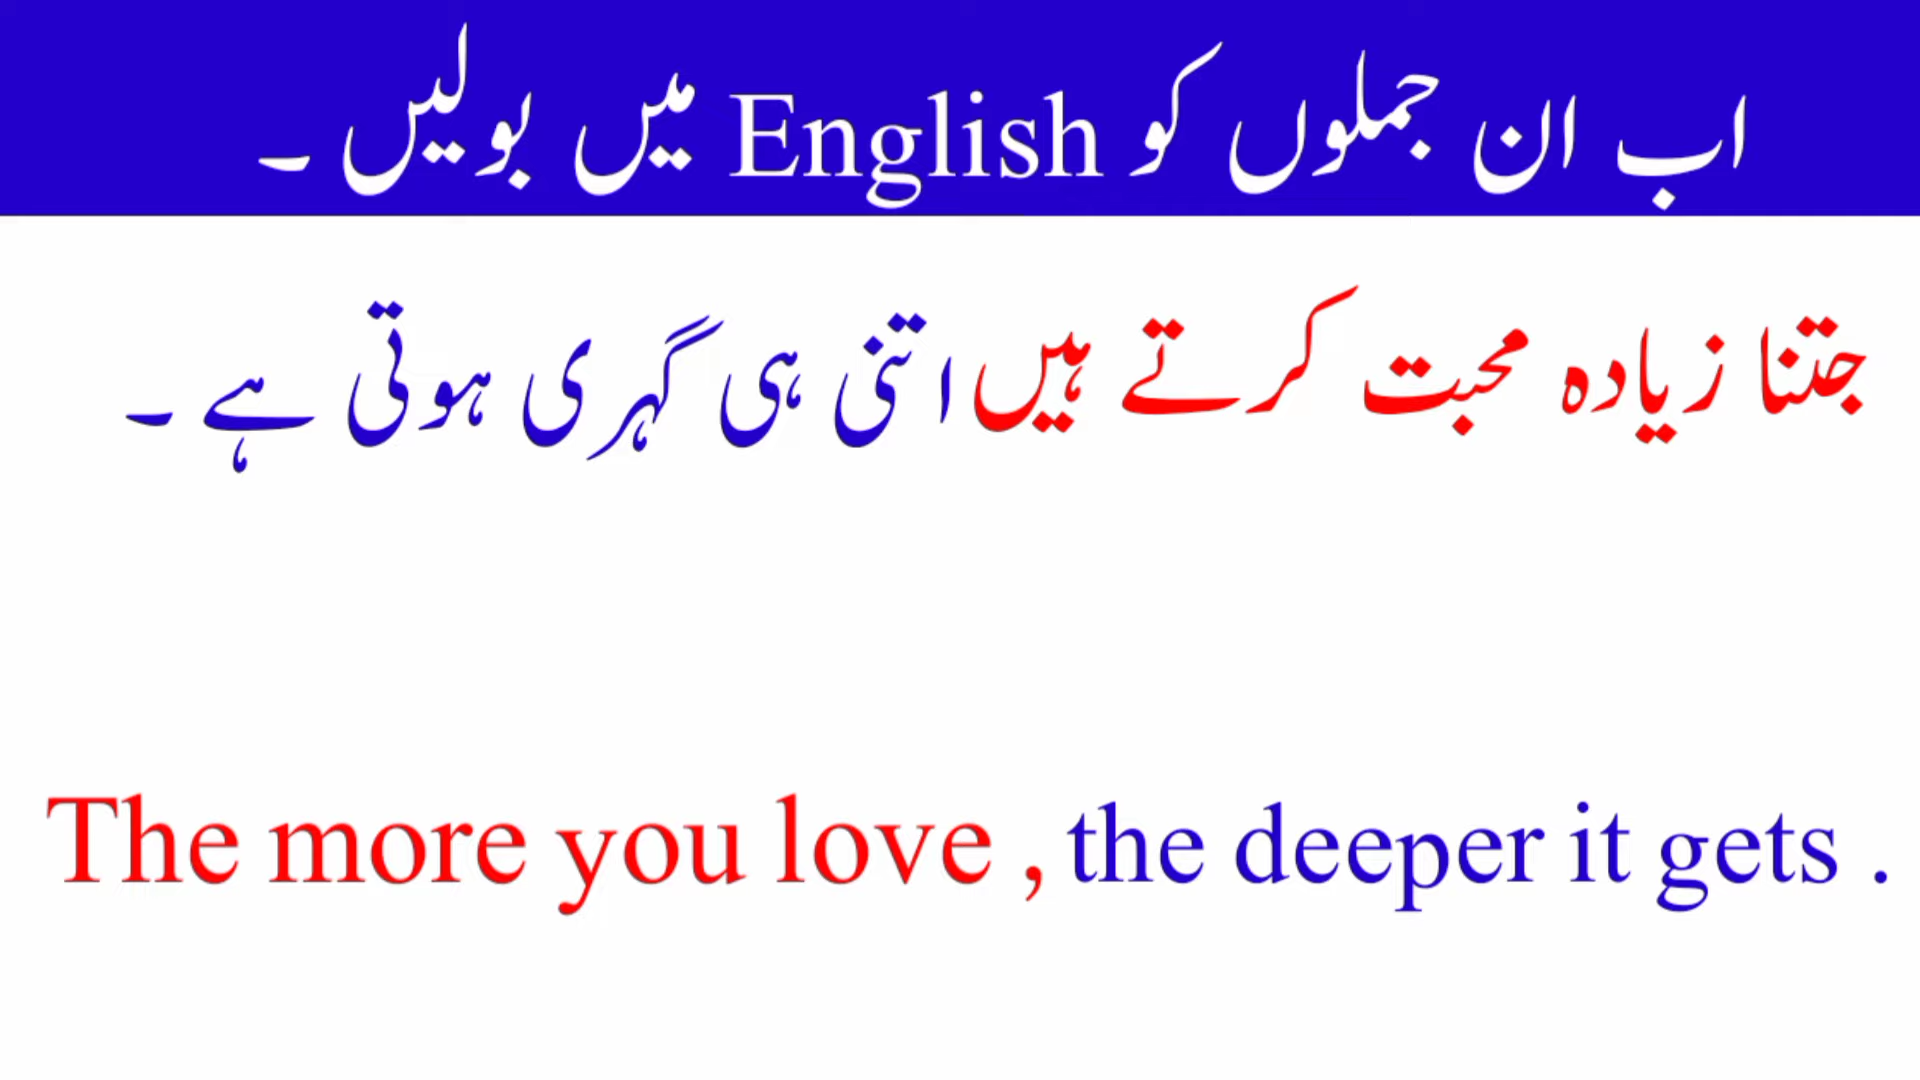 اب ان جملوں کو English میں بولیں ۔
جتنا زیادہ محبت کرتے ہیں اتنی ہی گہری ہوتی ہے ۔
The more you love , the deeper it gets .